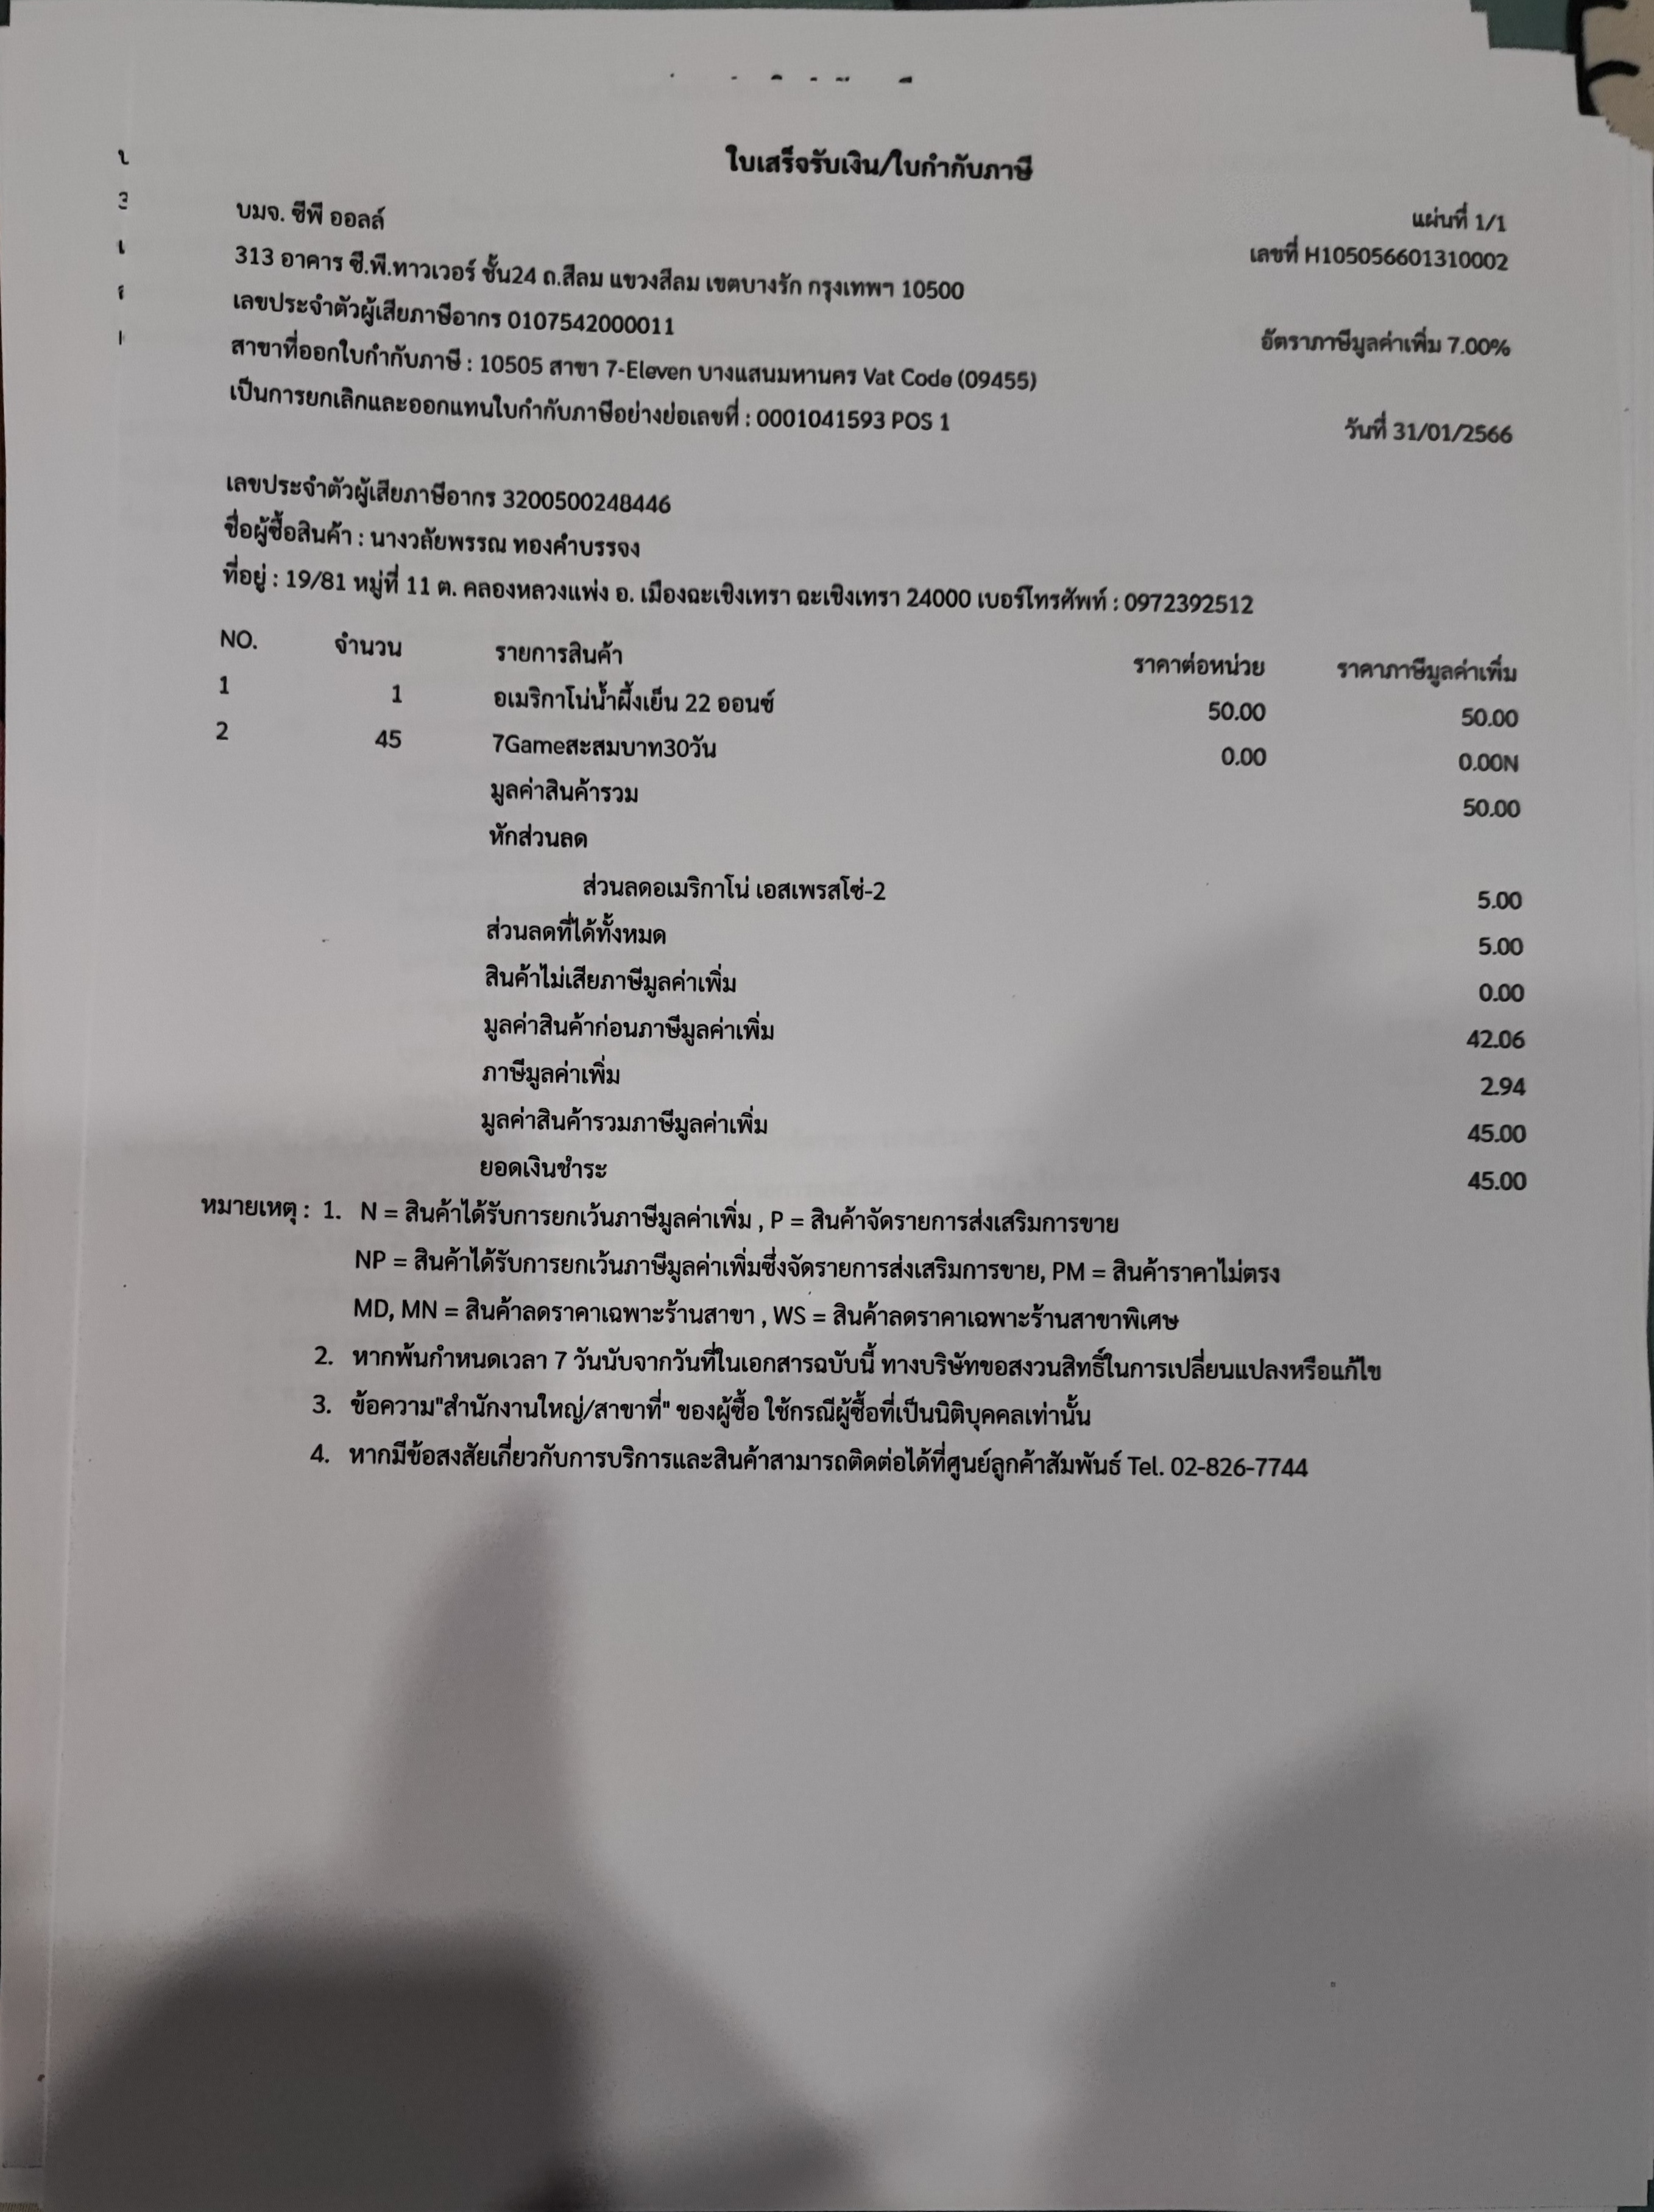 ใบเสร็จรับเงิน/ใบกำกับภาษี
แผ่นที่ 1/1
บมจ. ซีพี ออลล์
เลขที่ H105056601310002
313 อาคาร ซี.พี.ทาวเวอร์ ชั้น24 ถ.สีลม แขวงสีลม เขตบางรัก กรุงเทพฯ 10500
เลขประจำตัวผู้เสียภาษีอากร 0107542000011
อัตราภาษีมูลค่าเพิ่ม 7.00%
สาขาที่ออกใบกำกับภาษี : 10505 สาขา 7-Eleven บางแสนมหานคร Vat Code (09455)
เป็นการยกเลิกและออกแทนใบกำกับภาษีอย่างย่อเลขที่ : 0001041593 POS 1
วันที่ 31/01/2566
เลขประจำตัวผู้เสียภาษีอากร 3200500248446
ชื่อผู้ซื้อสินค้า : นางวลัยพรรณ ทองคำบรรจง
ที่อยู่ : 19/81 หมู่ที่ 11 ต. คลองหลวงแพ่ง อ. เมืองฉะเชิงเทรา ฉะเชิงเทรา 24000 เบอร์โทรศัพท์ : 0972392512
NO. จำนวน รายการสินค้า ราคาต่อหน่วย ราคาภาษีมูลค่าเพิ่ม
1 1 อเมริกาโน่น้ำผึ้งเย็น 22 ออนซ์ 50.00 50.00
2 45 7Gameสะสมบาท30วัน 0.00 0.00N
มูลค่าสินค้ารวม 50.00
หักส่วนลด
ส่วนลดอเมริกาโน่ เอสเพรสโซ่-2 5.00
ส่วนลดที่ได้ทั้งหมด 5.00
สินค้าไม่เสียภาษีมูลค่าเพิ่ม 0.00
มูลค่าสินค้าก่อนภาษีมูลค่าเพิ่ม 42.06
ภาษีมูลค่าเพิ่ม 2.94
มูลค่าสินค้ารวมภาษีมูลค่าเพิ่ม 45.00
ยอดเงินชำระ 45.00
หมายเหตุ : 1. N = สินค้าได้รับการยกเว้นภาษีมูลค่าเพิ่ม , P = สินค้าจัดรายการส่งเสริมการขาย
NP = สินค้าได้รับการยกเว้นภาษีมูลค่าเพิ่มซึ่งจัดรายการส่งเสริมการขาย, PM = สินค้าราคาไม่ตรง
MD, MN = สินค้าลดราคาเฉพาะร้านสาขา , WS = สินค้าลดราคาเฉพาะร้านสาขาพิเศษ
2. หากพ้นกำหนดเวลา 7 วันนับจากวันที่ในเอกสารฉบับนี้ ทางบริษัทขอสงวนสิทธิ์ในการเปลี่ยนแปลงหรือแก้ไข
3. ข้อความ"สำนักงานใหญ่/สาขาที่" ของผู้ซื้อ ใช้กรณีผู้ซื้อที่เป็นนิติบุคคลเท่านั้น
4. หากมีข้อสงสัยเกี่ยวกับการบริการและสินค้าสามารถติดต่อได้ที่ศูนย์ลูกค้าสัมพันธ์ Tel. 02-826-7744